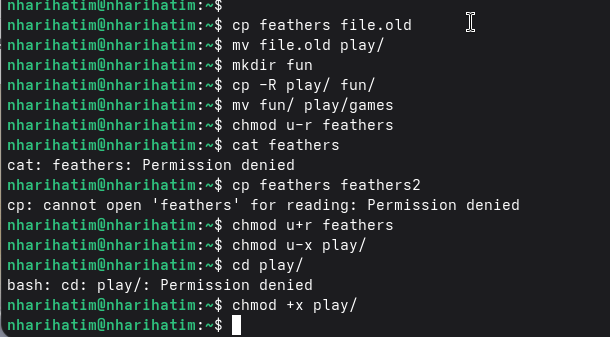 nharihatim@nharihatim:~$
nharihatim@nharihatim:~$ cp feathers file.old
nharihatim@nharihatim:~$ mv file.old play/
nharihatim@nharihatim:~$ mkdir fun
nharihatim@nharihatim:~$ cp -R play/ fun/
nharihatim@nharihatim:~$ mv fun/ play/games
nharihatim@nharihatim:~$ chmod u-r feathers
nharihatim@nharihatim:~$ cat feathers
cat: feathers: Permission denied
nharihatim@nharihatim:~$ cp feathers feathers2
cp: cannot open 'feathers' for reading: Permission denied
nharihatim@nharihatim:~$ chmod u+r feathers
nharihatim@nharihatim:~$ chmod u-x play/
nharihatim@nharihatim:~$ cd play/
bash: cd: play/: Permission denied
nharihatim@nharihatim:~$ chmod +x play/
nharihatim@nharihatim:~$